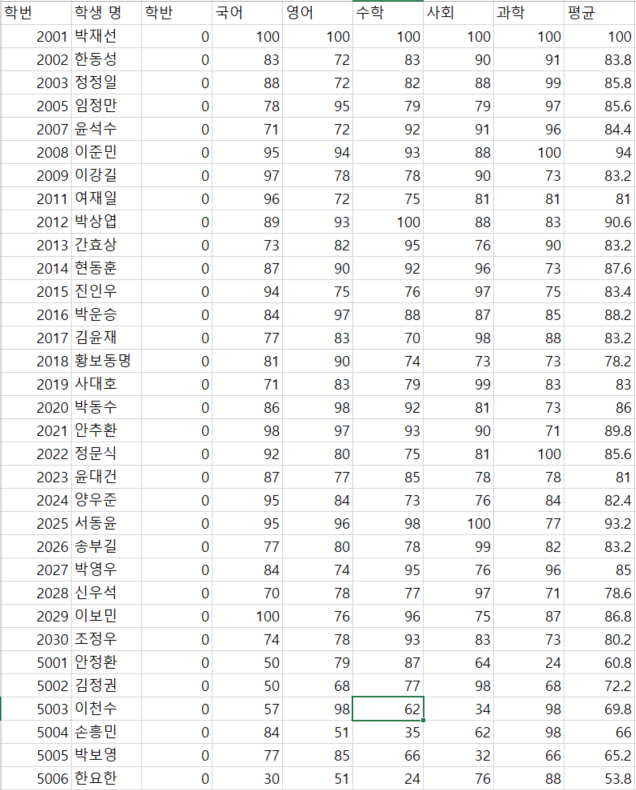 학번 학생 명 학반 국어 영어 수학 사회 과학 평균
2001 박재선 0 100 100 100 100 100 100
2002 한동성 0 83 72 83 90 91 83.8
2003 정정일 0 88 72 82 88 99 85.8
2005 임정만 0 78 95 79 79 97 85.6
2007 윤석수 0 71 72 92 91 96 84.4
2008 이준민 0 95 94 93 88 100 94
2009 이강길 0 97 78 78 90 73 83.2
2011 여재일 0 96 72 75 81 81 81
2012 박상엽 0 89 93 100 88 83 90.6
2013 간효상 0 73 82 95 76 90 83.2
2014 현동훈 0 87 90 92 96 73 87.6
2015 진인우 0 94 75 76 97 75 83.4
2016 박운승 0 84 97 88 87 85 88.2
2017 김윤재 0 77 83 70 98 88 83.2
2018 황보동명 0 81 90 74 73 73 78.2
2019 사대호 0 71 83 79 99 83 83
2020 박동수 0 86 98 92 81 73 86
2021 안추환 0 98 97 93 90 71 89.8
2022 정문식 0 92 80 75 81 100 85.6
2023 윤대건 0 87 77 85 78 78 81
2024 양우준 0 95 84 73 76 84 82.4
2025 서동윤 0 95 96 98 100 77 93.2
2026 송부길 0 77 80 78 99 82 83.2
2027 박영우 0 84 74 95 76 96 85
2028 신우석 0 70 78 77 97 71 78.6
2029 이보민 0 100 76 96 75 87 86.8
2030 조정우 0 74 78 93 83 73 80.2
5001 안정환 0 50 79 87 64 24 60.8
5002 김정권 0 50 68 77 98 68 72.2
5003 이천수 0 57 98 62 34 98 69.8
5004 손흥민 0 84 51 35 62 98 66
5005 박보영 0 77 85 66 32 66 65.2
5006 한요한 0 30 51 24 76 88 53.8